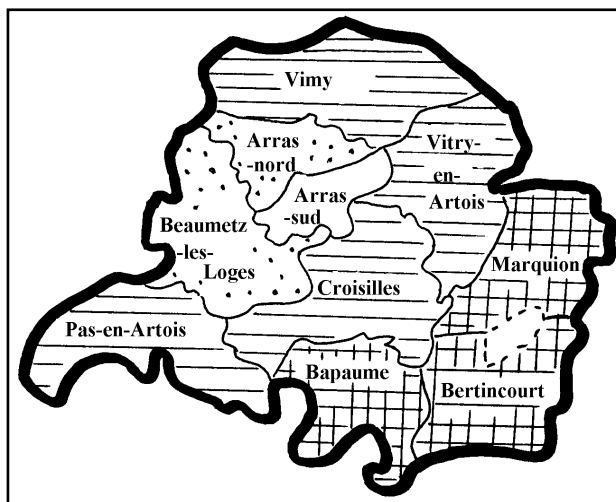 Vimy
Arras
-nord
Vitry-
en-
Artois
Arras
-sud
Beaumetz
-les-
Loges
Marquion
Croisilles
Pas-en-Artois
Bapaume
Bertincourt